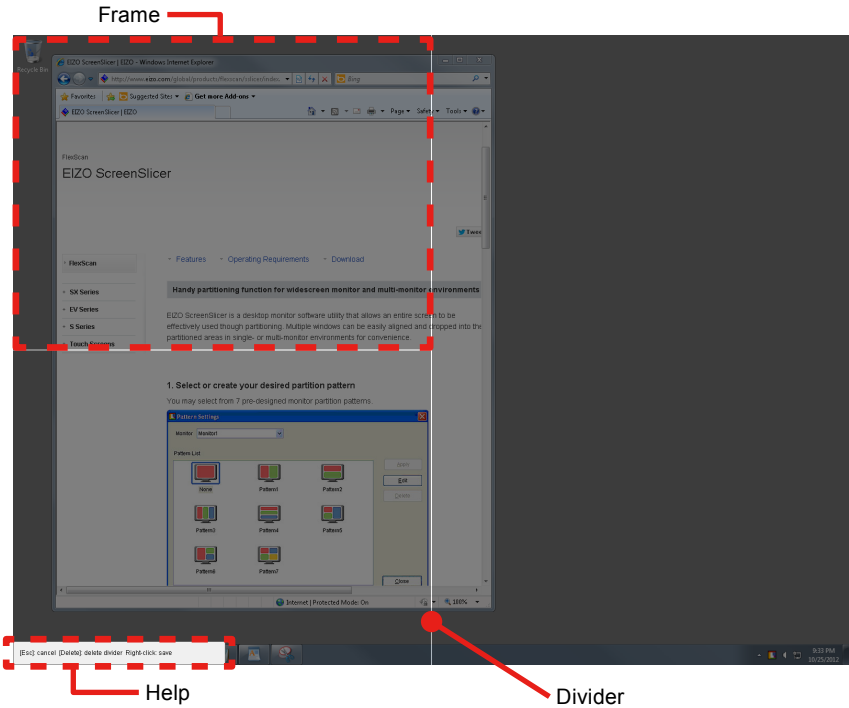 Frame
Recycle Bin
EIZO ScreenSlicer | EIZO - Windows Internet Explorer
http://www.eizo.com/global/products/flexscan/sslicer/index.
Bing
Favorites
Suggested Sites
Get more Add-ons
EIZO ScreenSlicer | EIZO
Page
Safety
Tools
FlexScan
EIZO ScreenSlicer
Twee
FlexScan
Features
Operating Requirements
Download
SX Series
Handy partitioning function for widescreen monitor and multi-monitor environments
EV Series
EIZO ScreenSlicer is a desktop monitor software utility that allows an entire screen to be
S Series
effectively used though partitioning. Multiple windows can be easily aligned and dropped into the
Touch Screens
partitioned areas in single- or multi-monitor environments for convenience.
1. Select or create your desired partition pattern
You may select from 7 pre-designed monitor partition patterns.
Pattern Settings
Monitor Monitor1
Pattern List
None
Pattern1
Pattern2
Edit
Delete
Pattern3
Pattern4
Pattern5
Pattern6
Pattern7
Close
Internet | Protected Mode: On
100%
[Esc]: cancel [Delete]: delete divider Right-click: save
9:33 PM
10/25/2012
Help
Divider